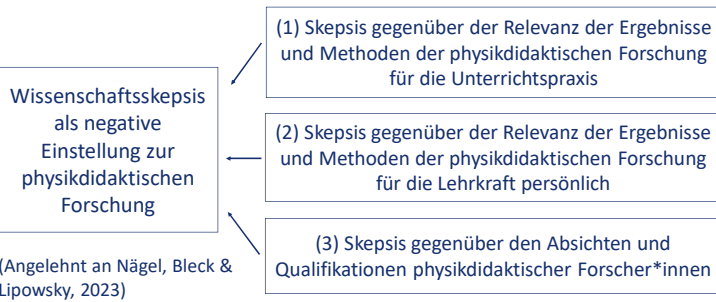 (1) Skepsis gegenüber der Relevanz der Ergebnisse
und Methoden der physikdidaktischen Forschung
für die Unterrichtspraxis
Wissenschaftsskepsis
als negative
Einstellung zur
physikdidaktischen
Forschung
(2) Skepsis gegenüber der Relevanz der Ergebnisse
und Methoden der physikdidaktischen Forschung
für die Lehrkraft persönlich
(3) Skepsis gegenüber den Absichten und
Qualifikationen physikdidaktischer Forscher*innen
(Angelehnt an Nägel, Bleck &
Lipowsky, 2023)